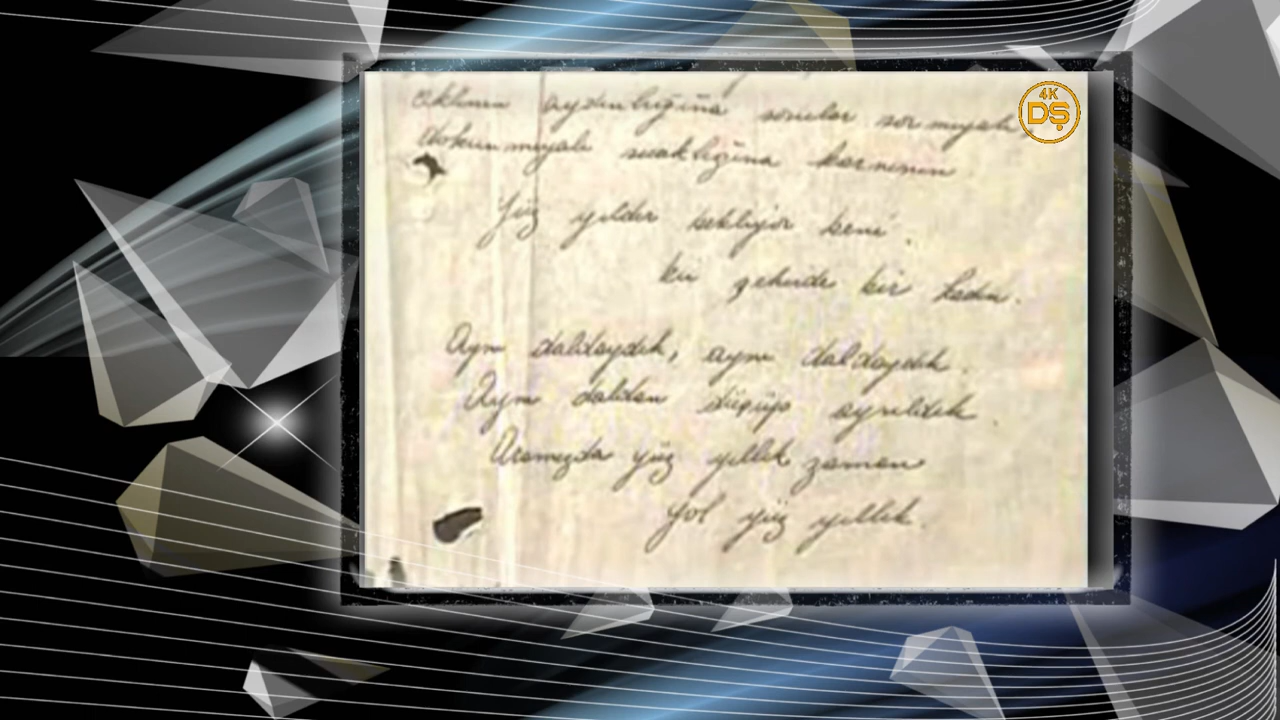 aklının aydınlığına sorular sormayalı
dokunmayalı sıcaklığına karnının
Yüz yıldır bekliyor beni
bir şehirde bir kadın.
Aynı daldaydık, aynı daldaydık.
Aynı daldan düşüp ayrıldık.
Aramızda yüz yıllık zaman
yol yüz yıllık.
4K
DŞ